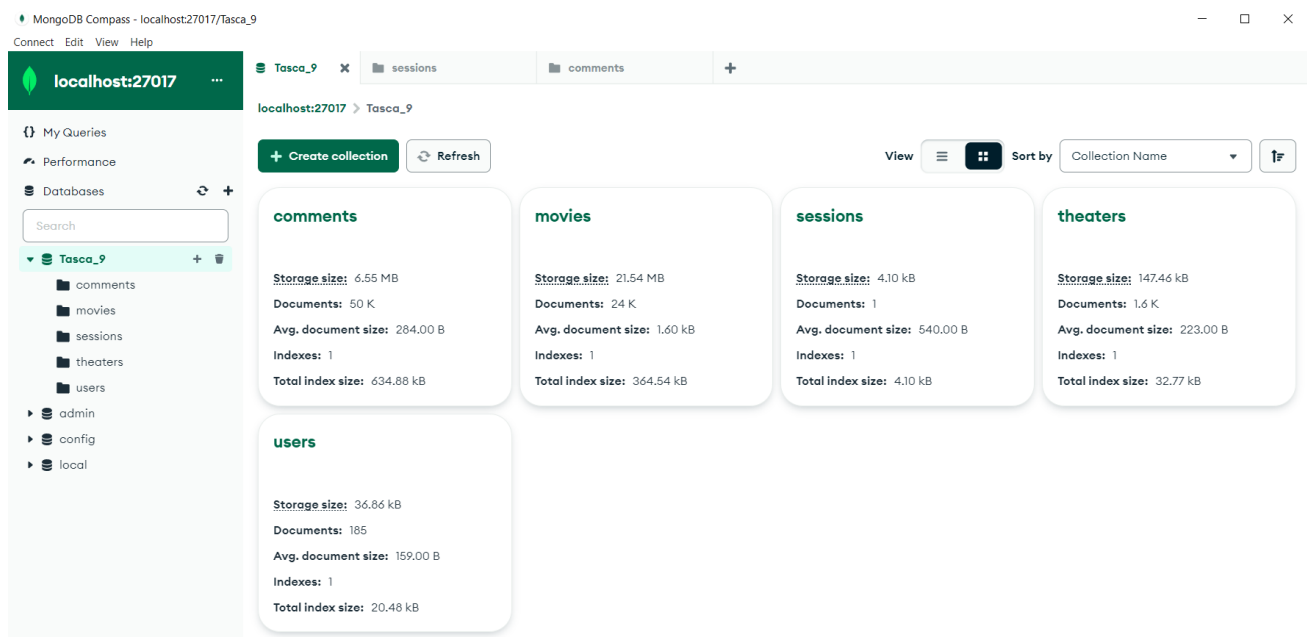 MongoDB Compass - localhost:27017/Tasca_9
Connect Edit View Help
localhost:27017 ...
Tasca_9
sessions
comments
localhost:27017 > Tasca_9
{} My Queries
Performance
Databases
Search
Tasca_9
comments
movies
sessions
theaters
users
admin
config
local
Create collection
Refresh
View
Sort by
Collection Name
comments
Storage size: 6.55 MB
Documents: 50 K
Avg. document size: 284.00 B
Indexes: 1
Total index size: 634.88 kB
movies
Storage size: 21.54 MB
Documents: 24 K
Avg. document size: 1.60 kB
Indexes: 1
Total index size: 364.54 kB
sessions
Storage size: 4.10 kB
Documents: 1
Avg. document size: 540.00 B
Indexes: 1
Total index size: 4.10 kB
theaters
Storage size: 147.46 kB
Documents: 1.6 K
Avg. document size: 223.00 B
Indexes: 1
Total index size: 32.77 kB
users
Storage size: 36.86 kB
Documents: 185
Avg. document size: 159.00 B
Indexes: 1
Total index size: 20.48 kB